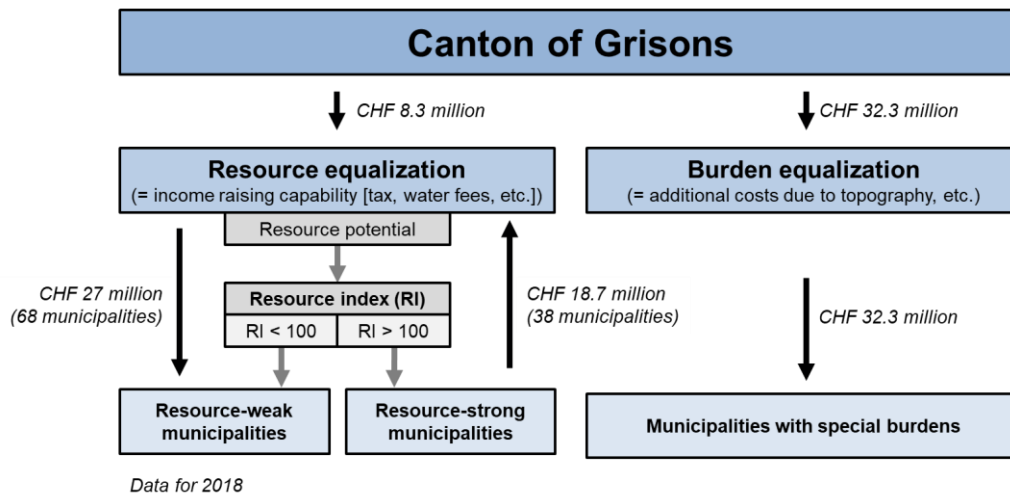 Canton of Grisons
CHF 8.3 million
CHF 32.3 million
Resource equalization
(= income raising capability [tax, water fees, etc.])
Burden equalization
(= additional costs due to topography, etc.)
Resource potential
CHF 27 million
(68 municipalities)
Resource index (RI)
RI < 100
RI > 100
CHF 18.7 million
(38 municipalities)
CHF 32.3 million
Resource-weak
municipalities
Resource-strong
municipalities
Municipalities with special burdens
Data for 2018